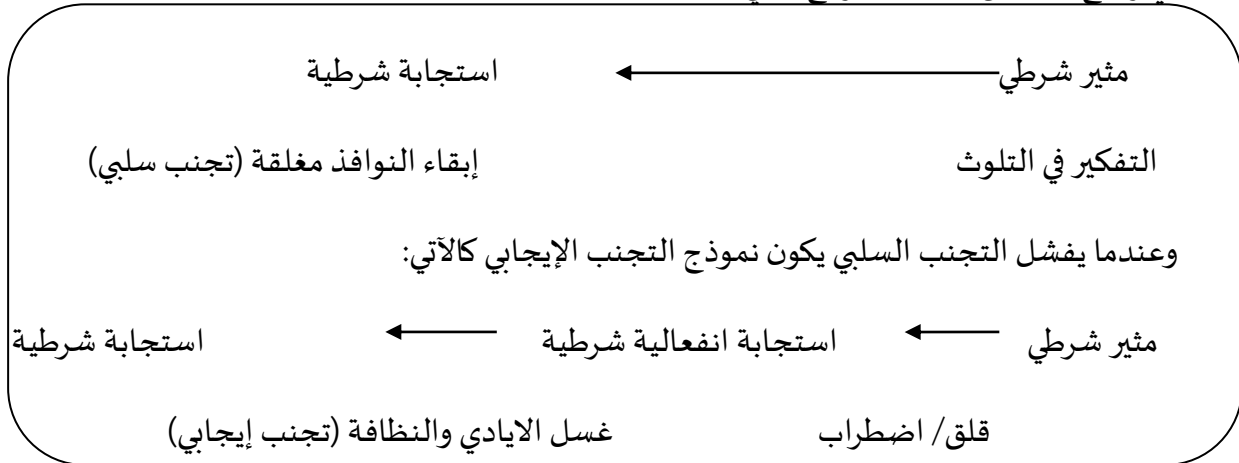 مثير شرطي استجابة شرطية
التفكير في التلوث إبقاء النوافذ مغلقة (تجنب سلبي)
وعندما يفشل التجنب السلبي يكون نموذج التجنب الإيجابي كالآتي:
مثير شرطي استجابة انفعالية شرطية استجابة شرطية
قلق/ اضطراب غسل الايادي والنظافة (تجنب إيجابي)